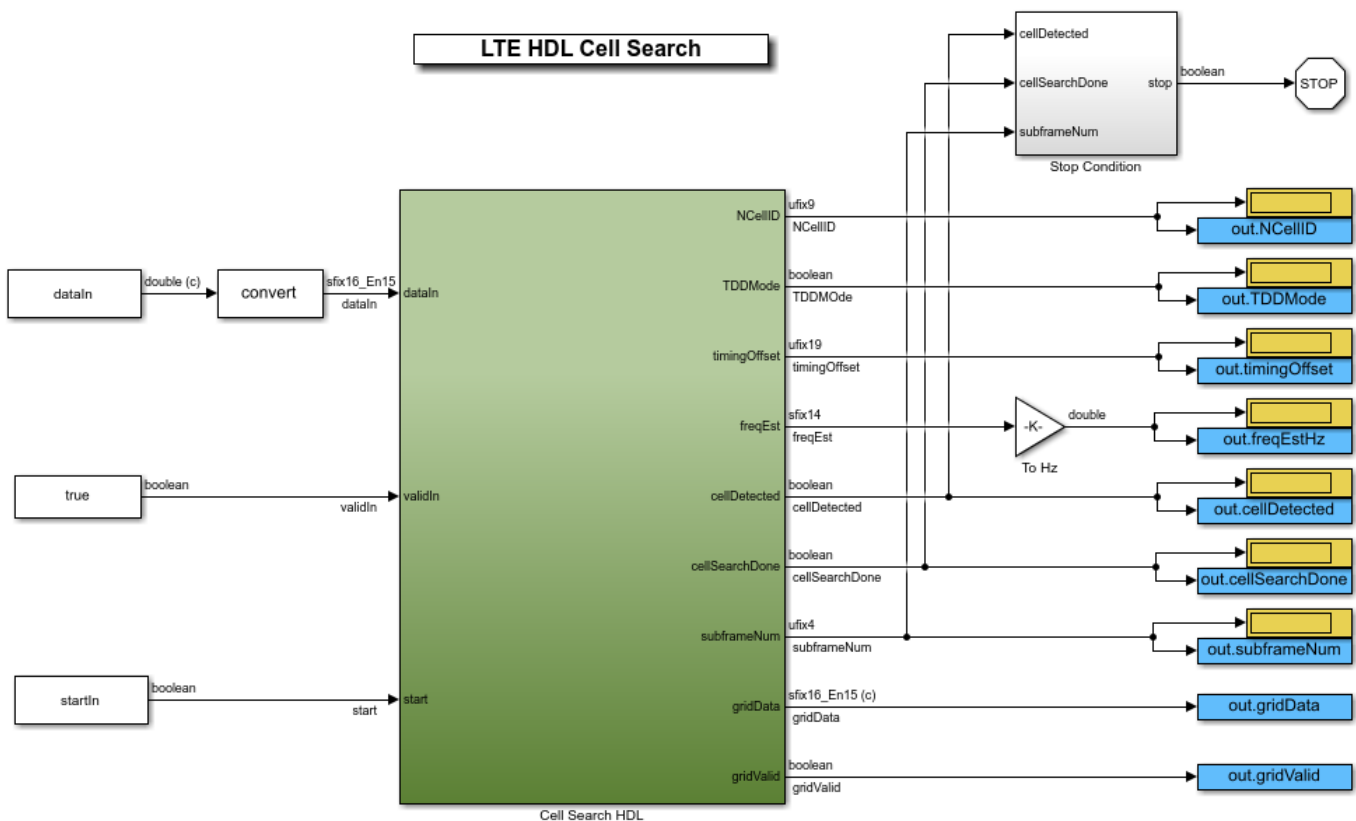 LTE HDL Cell Search
cellDetected
cellSearchDone
subframeNum
stop
boolean
STOP
Stop Condition
dataIn
double (c)
convert
sfix16_En15
dataIn
dataIn
true
boolean
validIn
validIn
startIn
boolean
start
start
NCellID
ufix9
NCellID
out.NCellID
TDDMode
boolean
TDDMOde
out.TDDMode
timingOffset
ufix19
timingOffset
out.timingOffset
freqEst
sfix14
freqEst
-K-
To Hz
double
out.freqEstHz
cellDetected
boolean
cellDetected
out.cellDetected
cellSearchDone
boolean
cellSearchDone
out.cellSearchDone
subframeNum
ufix4
subframeNum
out.subframeNum
gridData
sfix16_En15 (c)
gridData
out.gridData
gridValid
boolean
gridValid
out.gridValid
Cell Search HDL